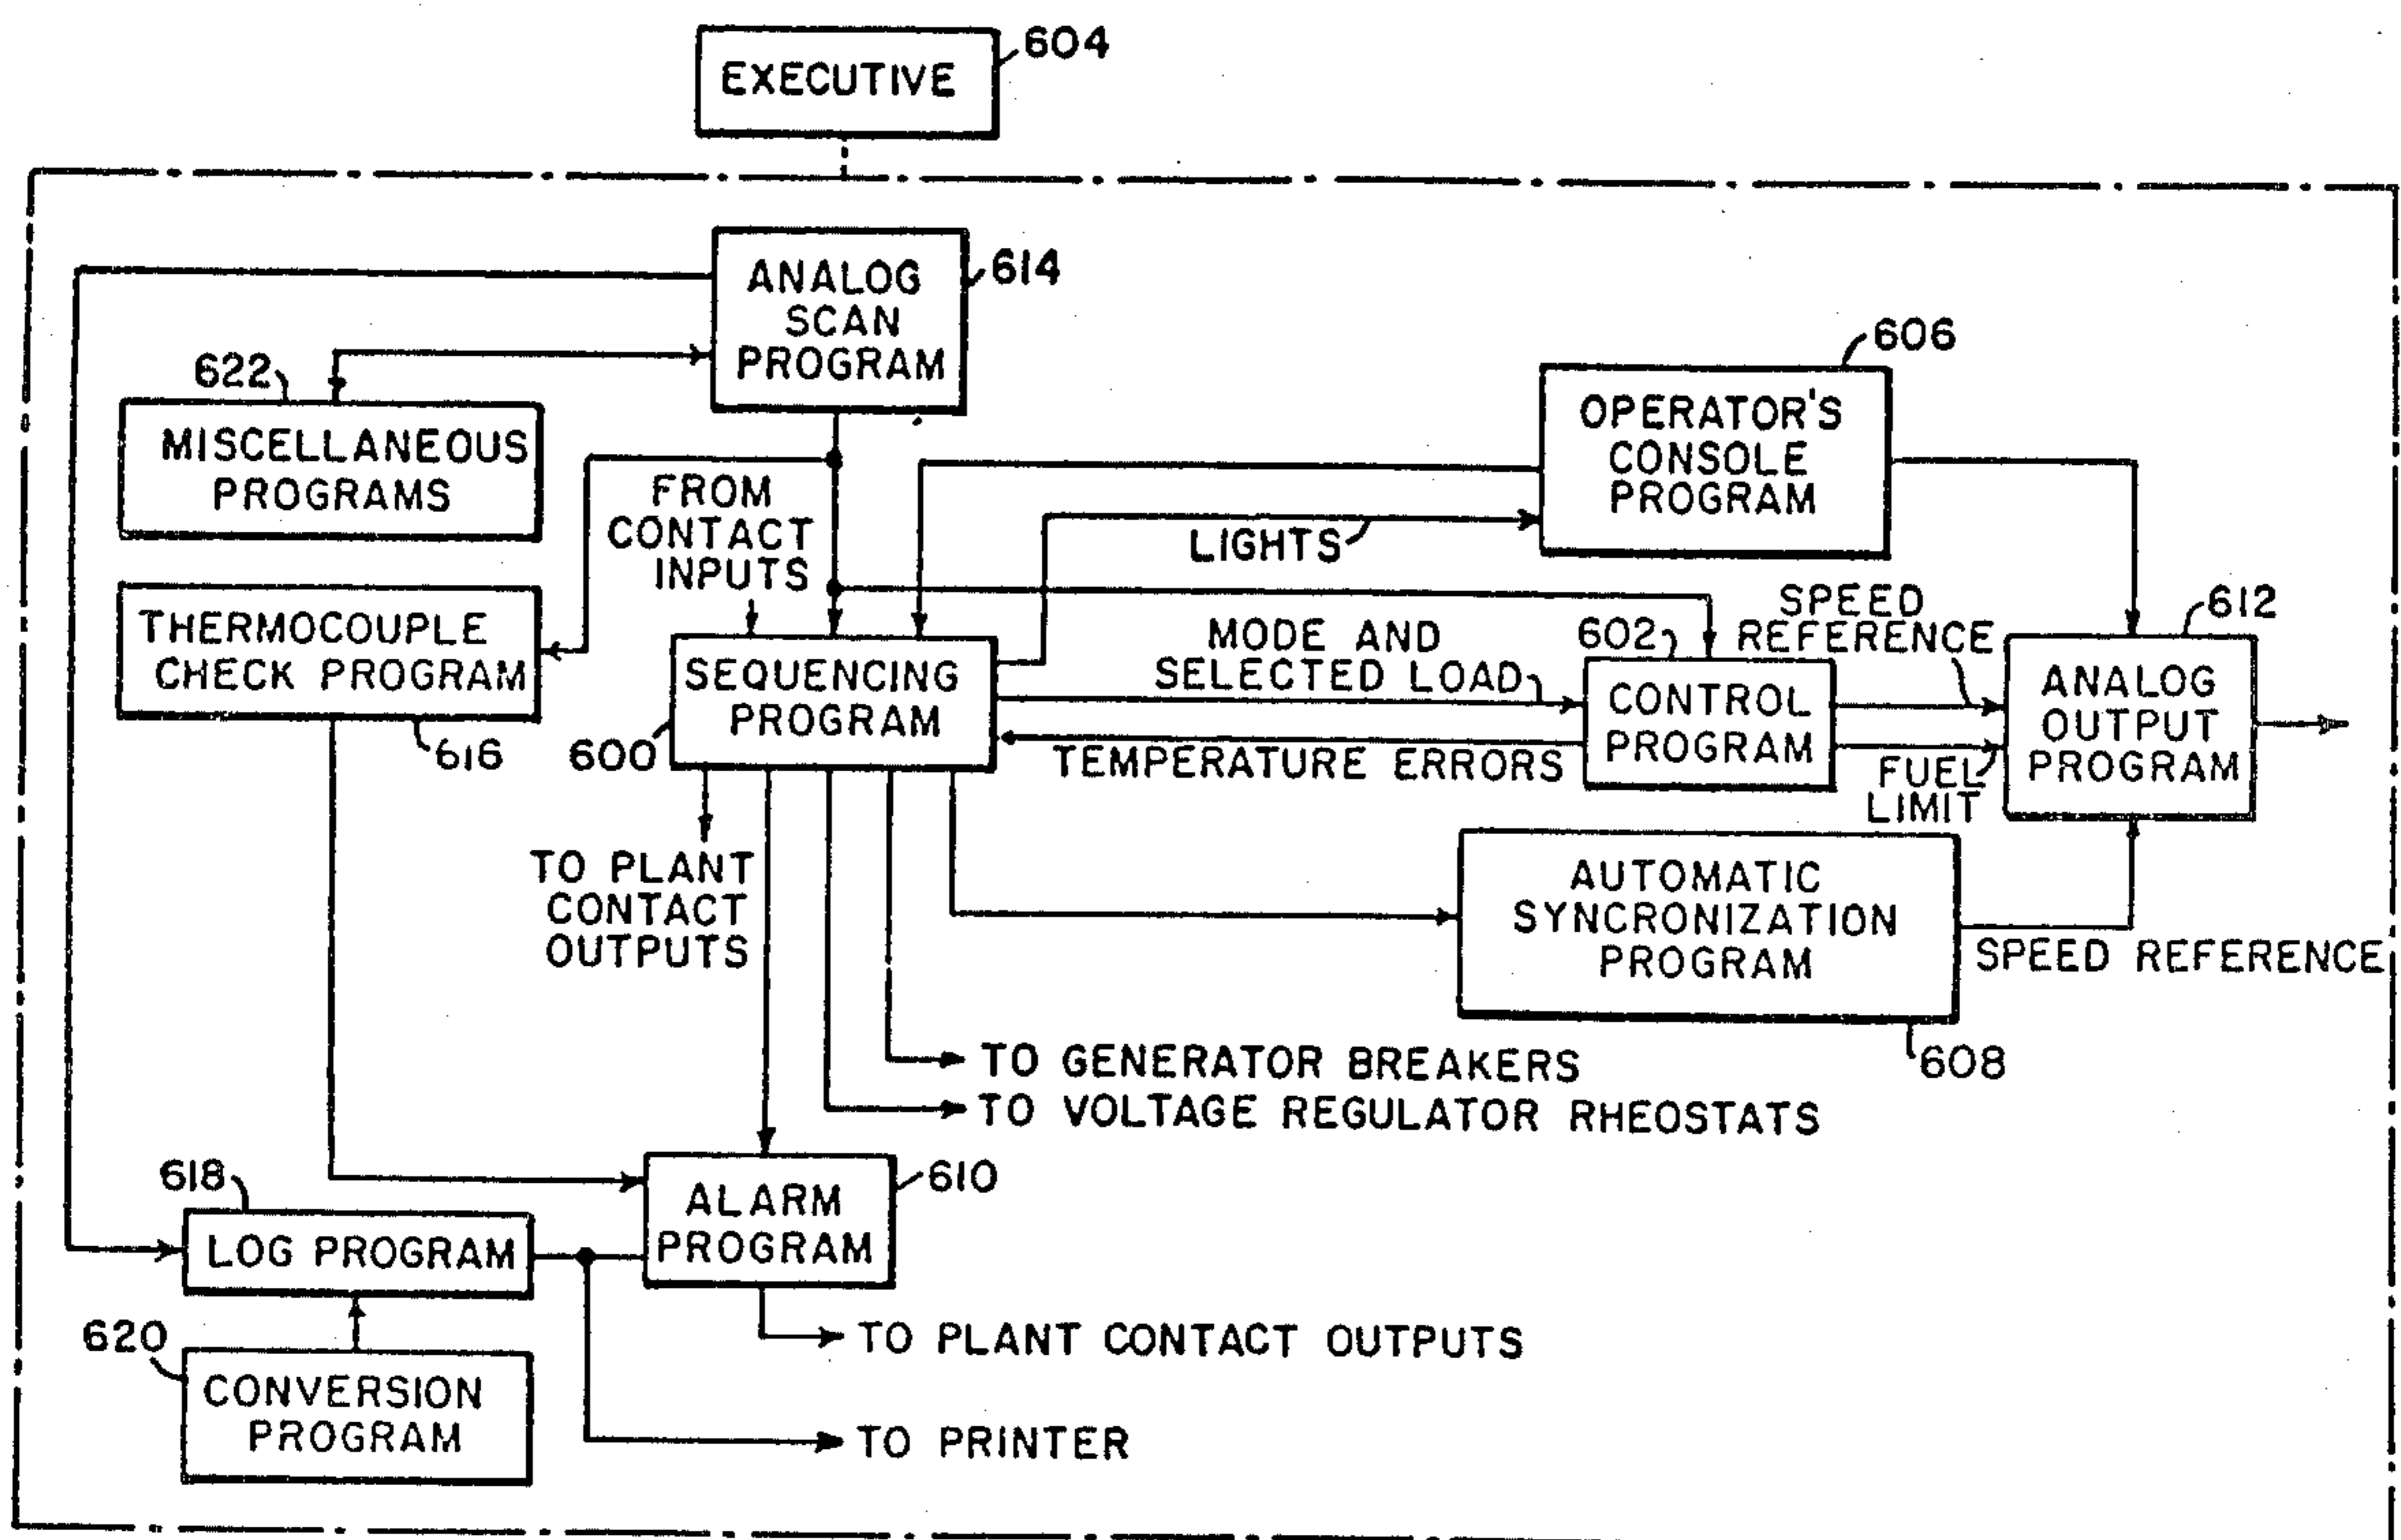 EXECUTIVE
604
ANALOG
SCAN
PROGRAM
614
622
MISCELLANEOUS
PROGRAMS
606
OPERATOR'S
CONSOLE
PROGRAM
FROM
CONTACT
INPUTS
LIGHTS
THERMOCOUPLE
CHECK PROGRAM
616
SEQUENCING
PROGRAM
600
MODE AND
SELECTED LOAD
TEMPERATURE ERRORS
602
CONTROL
PROGRAM
SPEED
REFERENCE
FUEL
LIMIT
612
ANALOG
OUTPUT
PROGRAM
TO PLANT
CONTACT
OUTPUTS
AUTOMATIC
SYNCRONIZATION
PROGRAM
608
SPEED REFERENCE
TO GENERATOR BREAKERS
TO VOLTAGE REGULATOR RHEOSTATS
618
LOG PROGRAM
610
ALARM
PROGRAM
620
CONVERSION
PROGRAM
TO PLANT CONTACT OUTPUTS
TO PRINTER